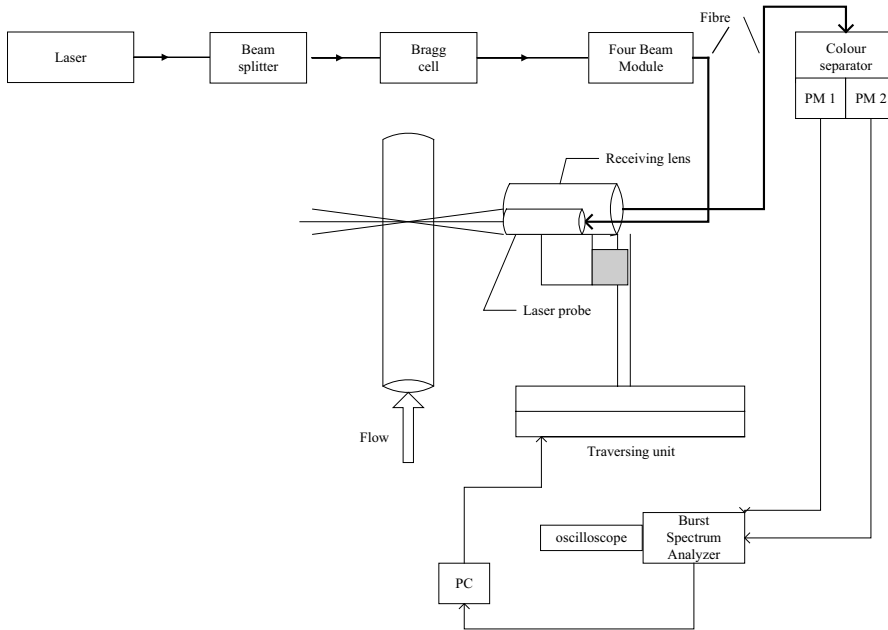 Fibre
Laser
Beam
splitter
Bragg
cell
Four Beam
Module
Colour
separator
PM 1
PM 2
Receiving lens
Laser probe
Flow
Traversing unit
oscilloscope
Burst
Spectrum
Analyzer
PC